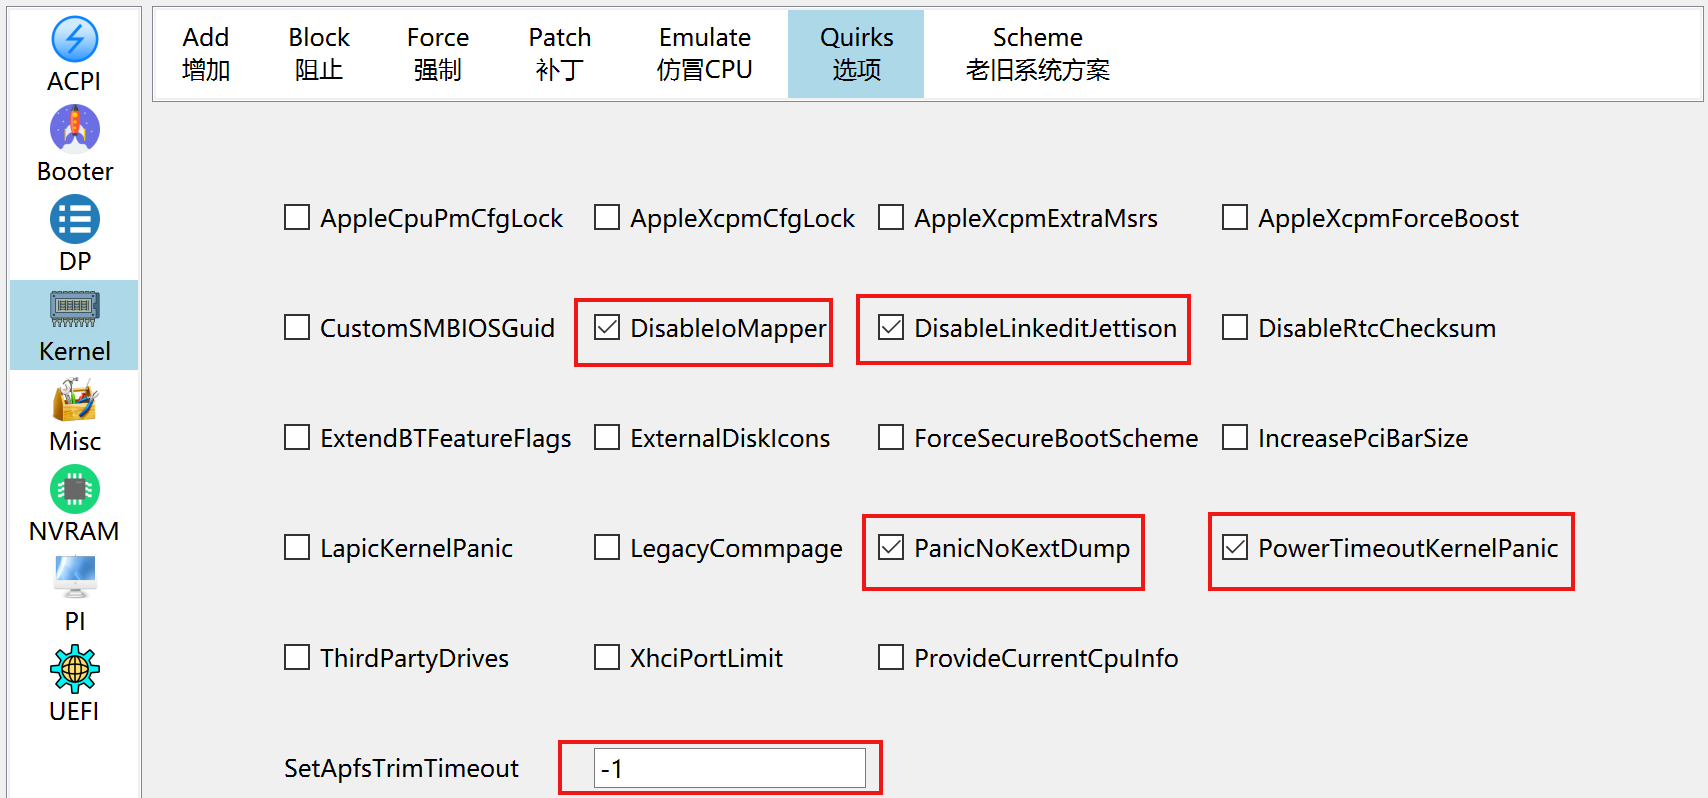 ACPI
Booter
DP
Kernel
Misc
NVRAM
PI
UEFI
Add
增加
Block
阻止
Force
强制
Patch
补丁
Emulate
仿冒CPU
Quirks
选项
Scheme
老旧系统方案
AppleCpuPmCfgLock
AppleXcpmCfgLock
AppleXcpmExtraMsrs
AppleXcpmForceBoost
CustomSMBIOSGuid
DisableIoMapper
DisableLinkeditJettison
DisableRtcChecksum
ExtendBTFeatureFlags
ExternalDiskIcons
ForceSecureBootScheme
IncreasePciBarSize
LapicKernelPanic
LegacyCommpage
PanicNoKextDump
PowerTimeoutKernelPanic
ThirdPartyDrives
XhciPortLimit
ProvideCurrentCpuInfo
SetApfsTrimTimeout
-1